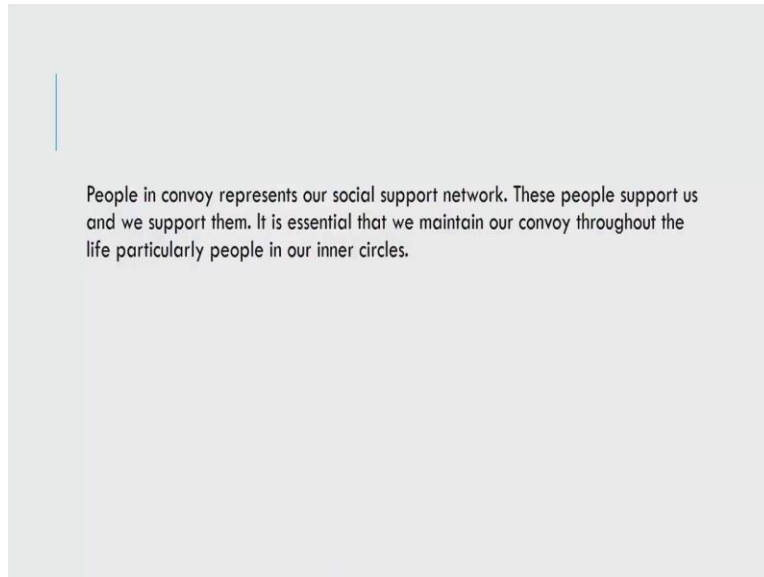 People in convoy represents our social support network. These people support us
and we support them. It is essential that we maintain our convoy throughout the
life particularly people in our inner circles.